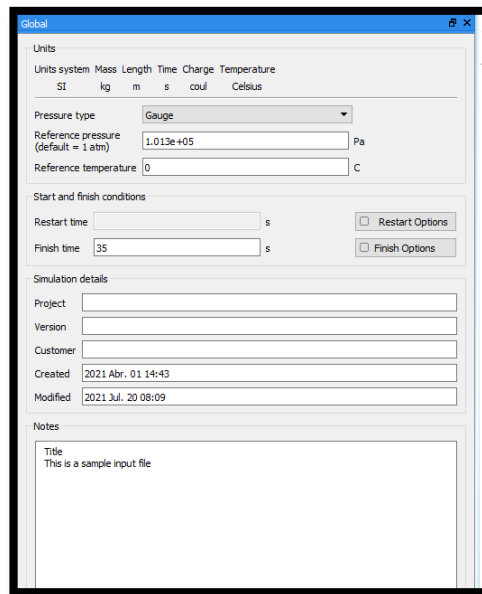 Global
Units
Units system Mass Length Time Charge Temperature
SI kg m s coul Celsius
Pressure type Gauge
Reference pressure
(default = 1 atm) 1.013e+05 Pa
Reference temperature 0 C
Start and finish conditions
Restart time s Restart Options
Finish time 35 s Finish Options
Simulation details
Project
Version
Customer
Created 2021 Abr. 01 14:43
Modified 2021 Jul. 20 08:09
Notes
Title
This is a sample input file